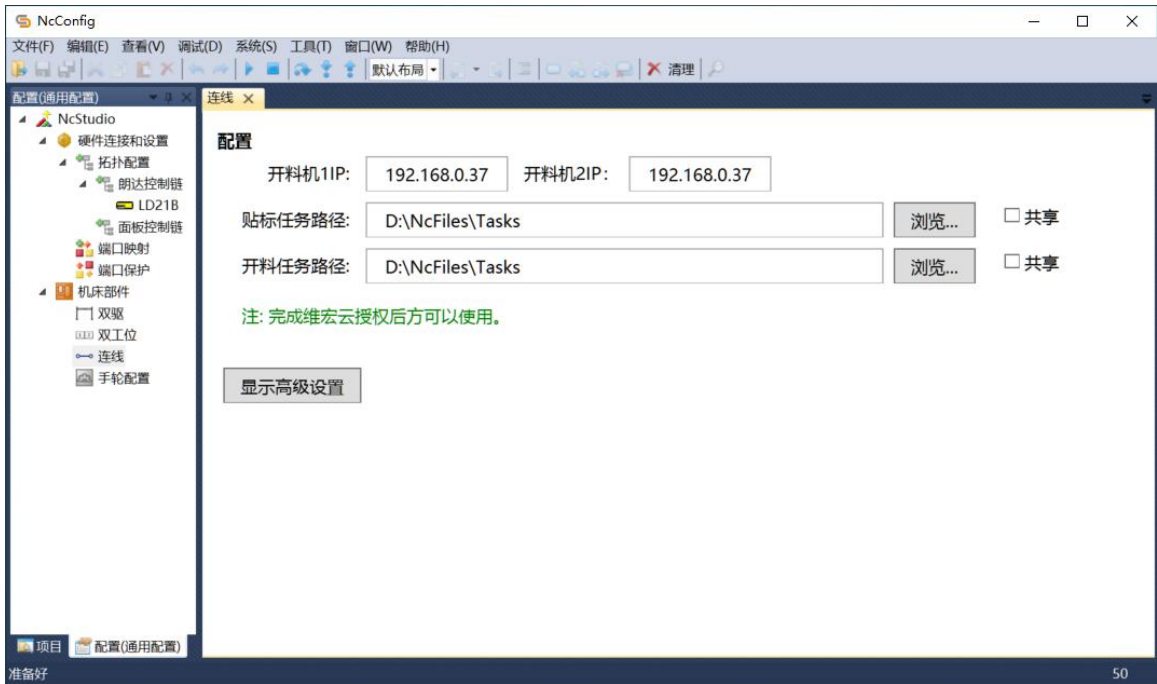 NcConfig
文件(F) 编辑(E) 查看(V) 调试(D) 系统(S) 工具(T) 窗口(W) 帮助(H)
默认布局 清理
配置(通用配置)
连线
NcStudio
硬件连接和设置
拓扑配置
朗达控制链
LD21B
面板控制链
端口映射
端口保护
机床部件
双驱
双工位
连线
手轮配置
配置
开料机1IP: 192.168.0.37 开料机2IP: 192.168.0.37
贴标任务路径: D:\NcFiles\Tasks 浏览... 共享
开料任务路径: D:\NcFiles\Tasks 浏览... 共享
注: 完成维宏云授权后方可以使用。
显示高级设置
项目 配置(通用配置)
准备好 50